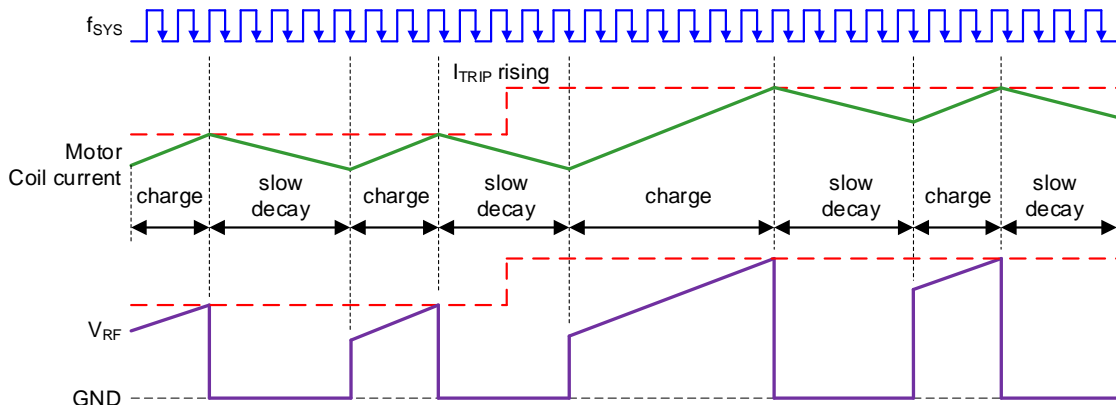 fSYS
ITRIP rising
Motor
Coil current
charge
slow
decay
charge
slow
decay
charge
slow
decay
charge
slow
decay
VRF
GND